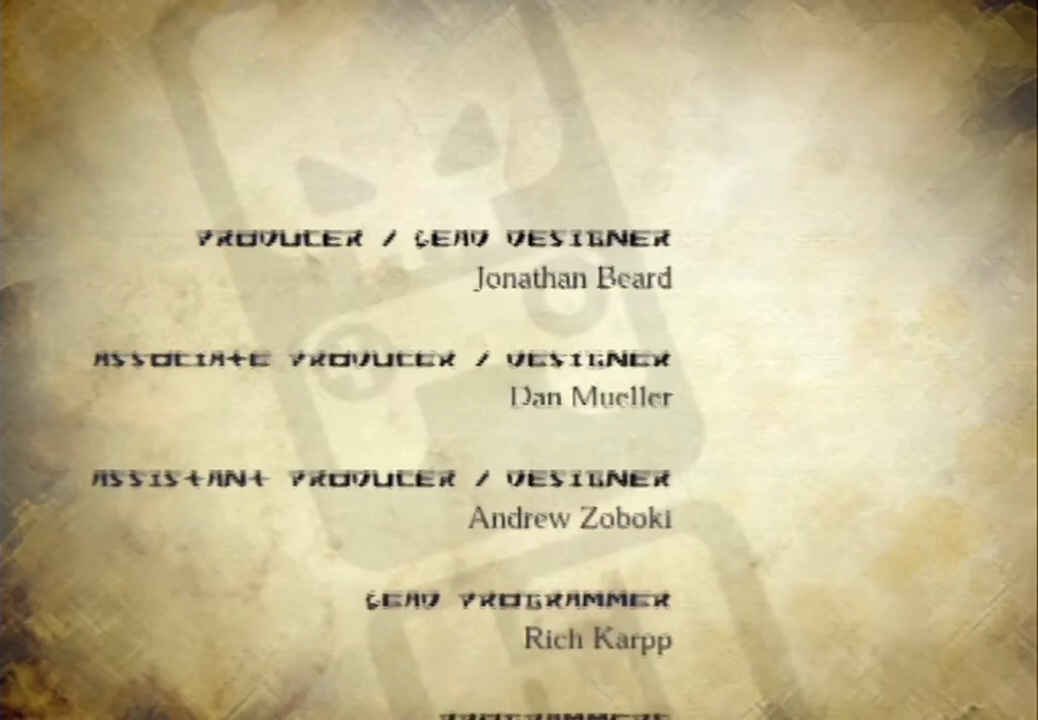 PRODUCER / LEAD DESIGNER
Jonathan Beard
ASSOCIATE PRODUCER / DESIGNER
Dan Mueller
ASSISTANT PRODUCER / DESIGNER
Andrew Zoboki
LEAD PROGRAMMER
Rich Karpp